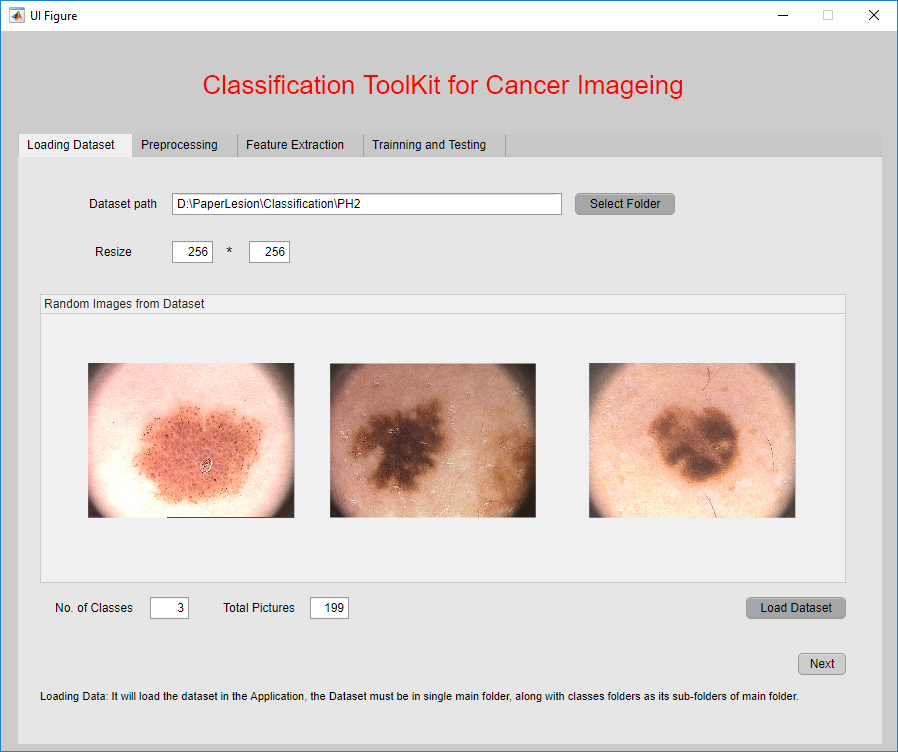 UI Figure
Classification ToolKit for Cancer Imageing
Loading Dataset Preprocessing Feature Extraction Trainning and Testing
Dataset path D:\PaperLesion\Classification\PH2 Select Folder
Resize 256 * 256
Random Images from Dataset
No. of Classes 3 Total Pictures 199 Load Dataset
Next
Loading Data: It will load the dataset in the Application, the Dataset must be in single main folder, along with classes folders as its sub-folders of main folder.